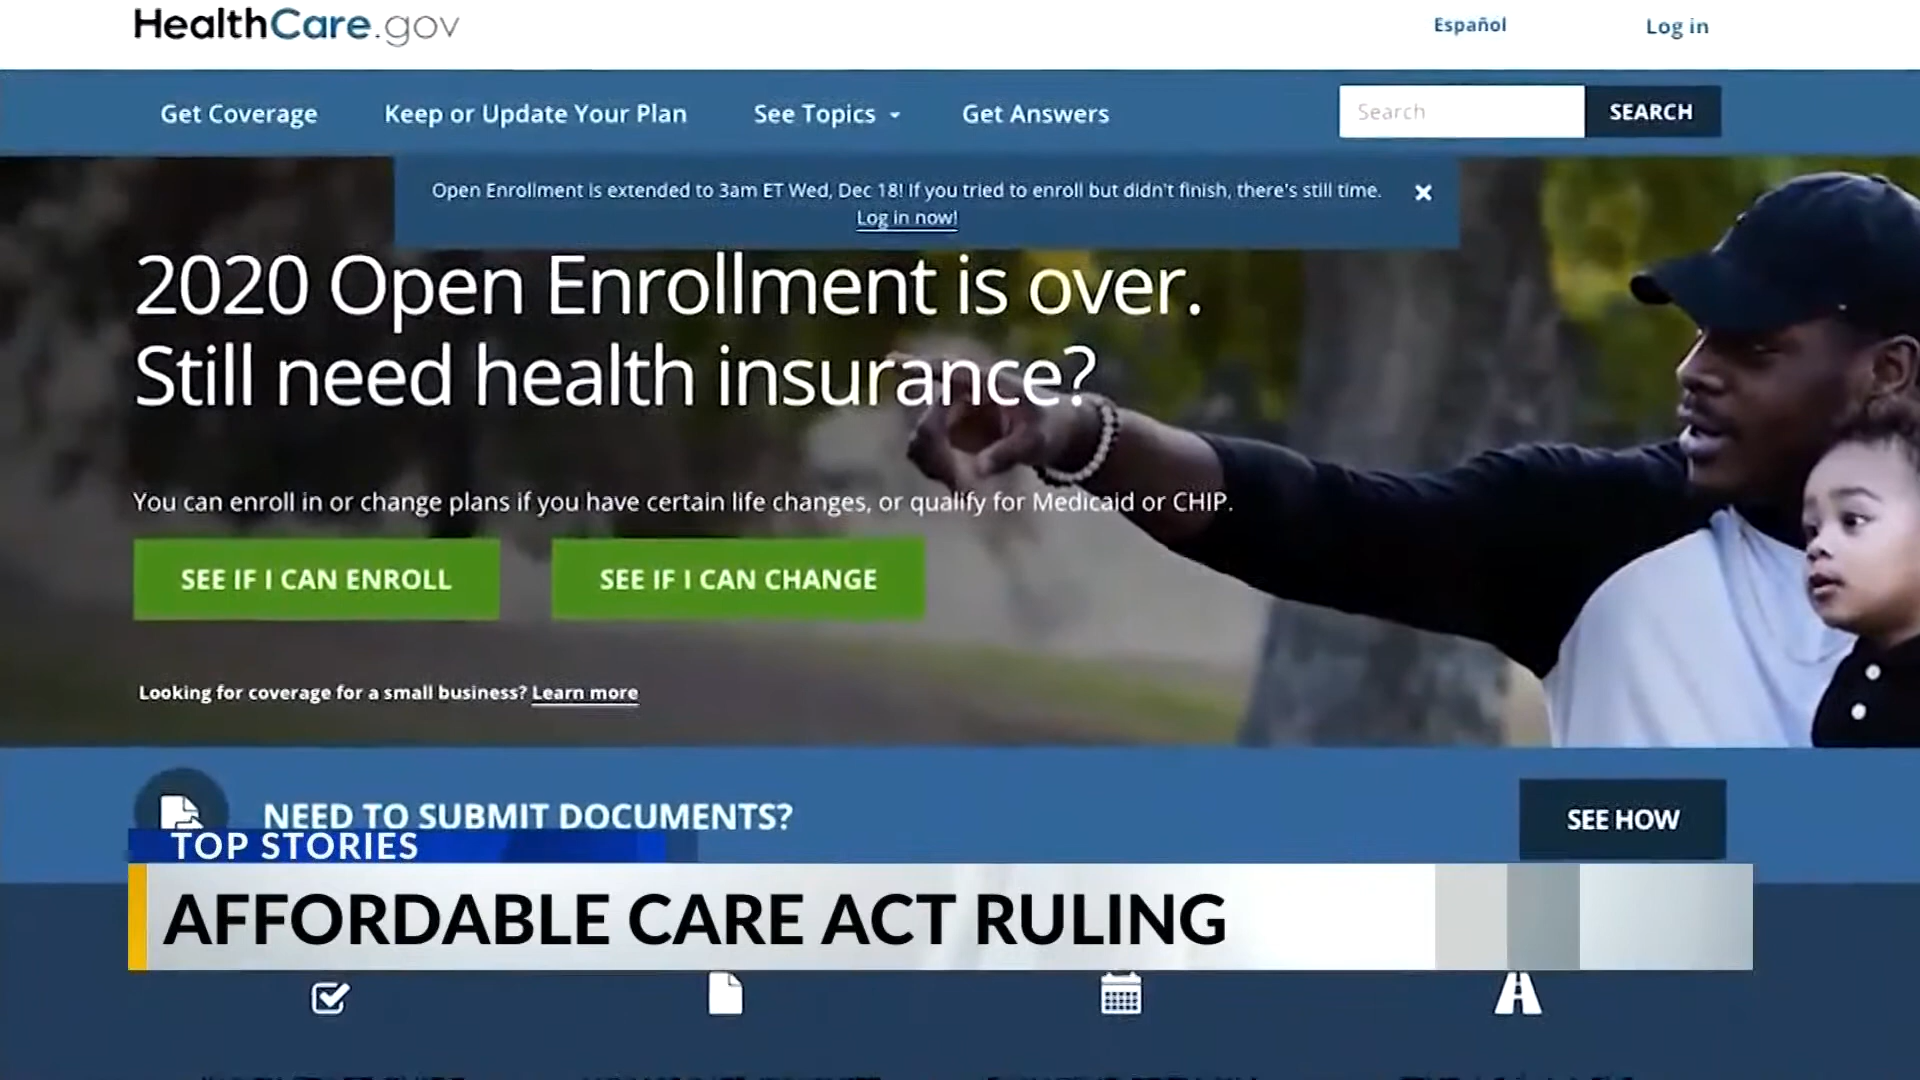 HealthCare.gov
Español
Log in
Get Coverage
Keep or Update Your Plan
See Topics
Get Answers
Search
SEARCH
Open Enrollment is extended to 3am ET Wed, Dec 18! If you tried to enroll but didn't finish, there's still time.
Log in now!
2020 Open Enrollment is over.
Still need health insurance?
You can enroll in or change plans if you have certain life changes, or qualify for Medicaid or CHIP.
SEE IF I CAN ENROLL
SEE IF I CAN CHANGE
Looking for coverage for a small business? Learn more
NEED TO SUBMIT DOCUMENTS?
SEE HOW
TOP STORIES
AFFORDABLE CARE ACT RULING